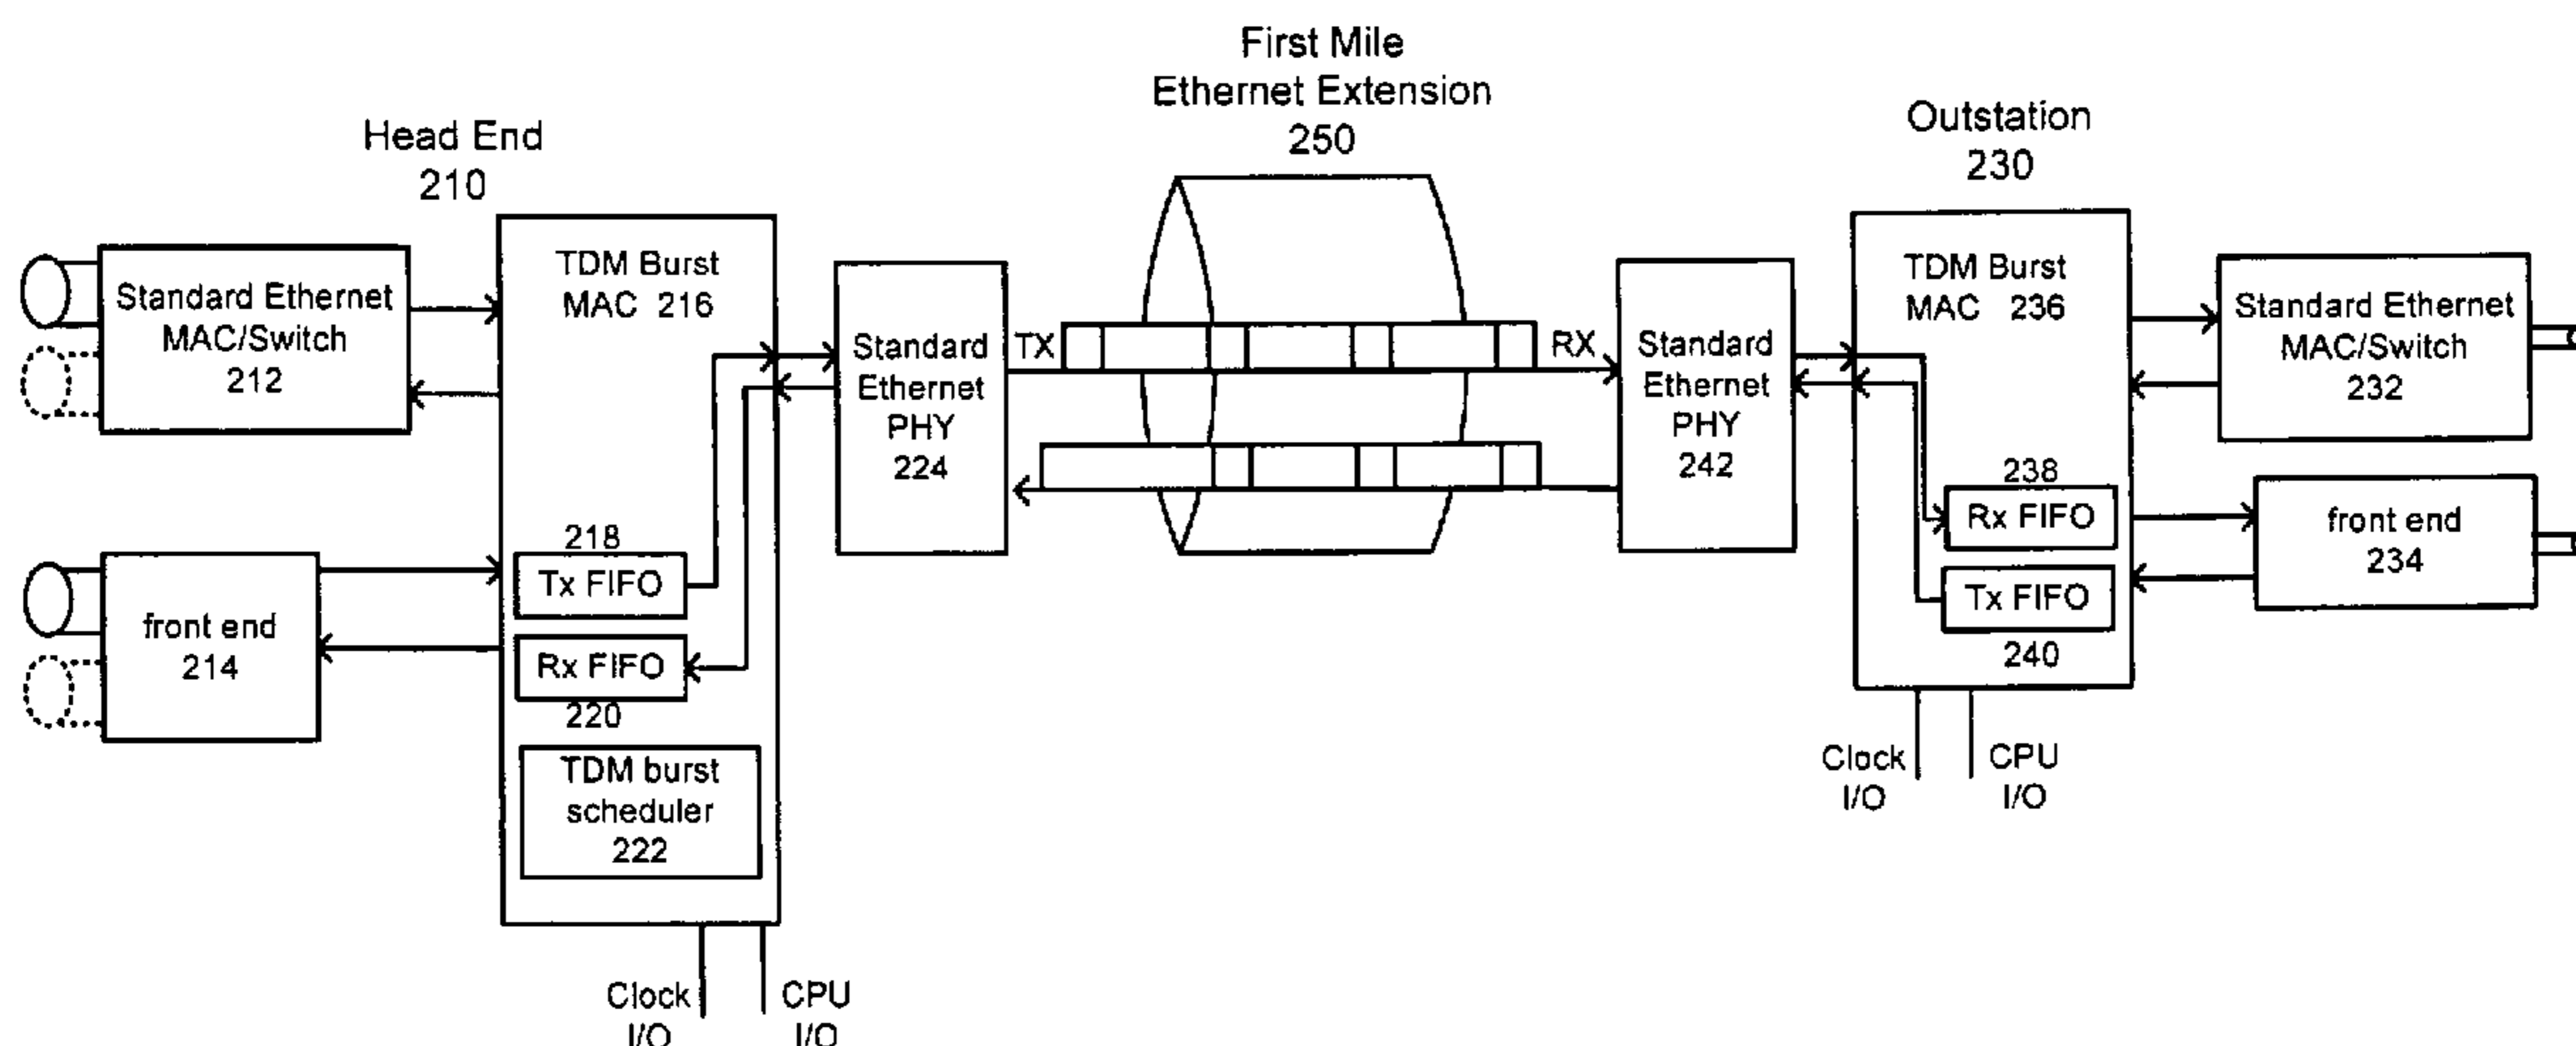 First Mile
Ethernet Extension
250
Head End
210
Outstation
230
Standard Ethernet
MAC/Switch
212
TDM Burst
MAC 216
Standard
Ethernet
PHY
224
TX
RX
Standard
Ethernet
PHY
242
TDM Burst
MAC 236
Standard Ethernet
MAC/Switch
232
front end
214
218
Tx FIFO
Rx FIFO
220
TDM burst
scheduler
222
238
Rx FIFO
Tx FIFO
240
front end
234
Clock
I/O
CPU
I/O
Clock
I/O
CPU
I/O